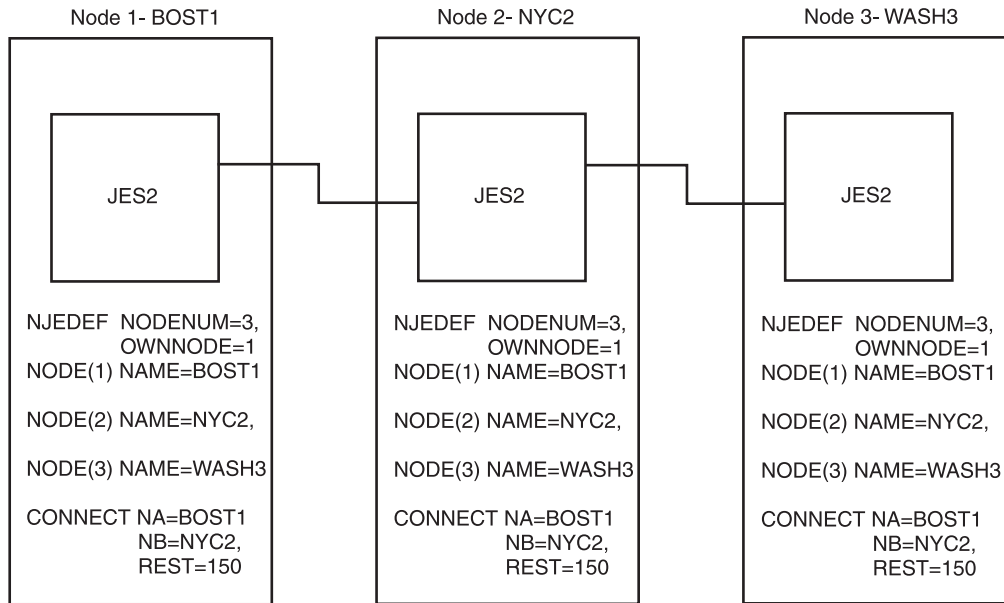 Node 1- BOST1
JES2
NJEDEF NODENUM=3,
OWNNODE=1
NODE(1) NAME=BOST1
NODE(2) NAME=NYC2,
NODE(3) NAME=WASH3
CONNECT NA=BOST1
NB=NYC2,
REST=150
Node 2- NYC2
JES2
NJEDEF NODENUM=3,
OWNNODE=1
NODE(1) NAME=BOST1
NODE(2) NAME=NYC2,
NODE(3) NAME=WASH3
CONNECT NA=BOST1
NB=NYC2,
REST=150
Node 3- WASH3
JES2
NJEDEF NODENUM=3,
OWNNODE=1
NODE(1) NAME=BOST1
NODE(2) NAME=NYC2,
NODE(3) NAME=WASH3
CONNECT NA=BOST1
NB=NYC2,
REST=150